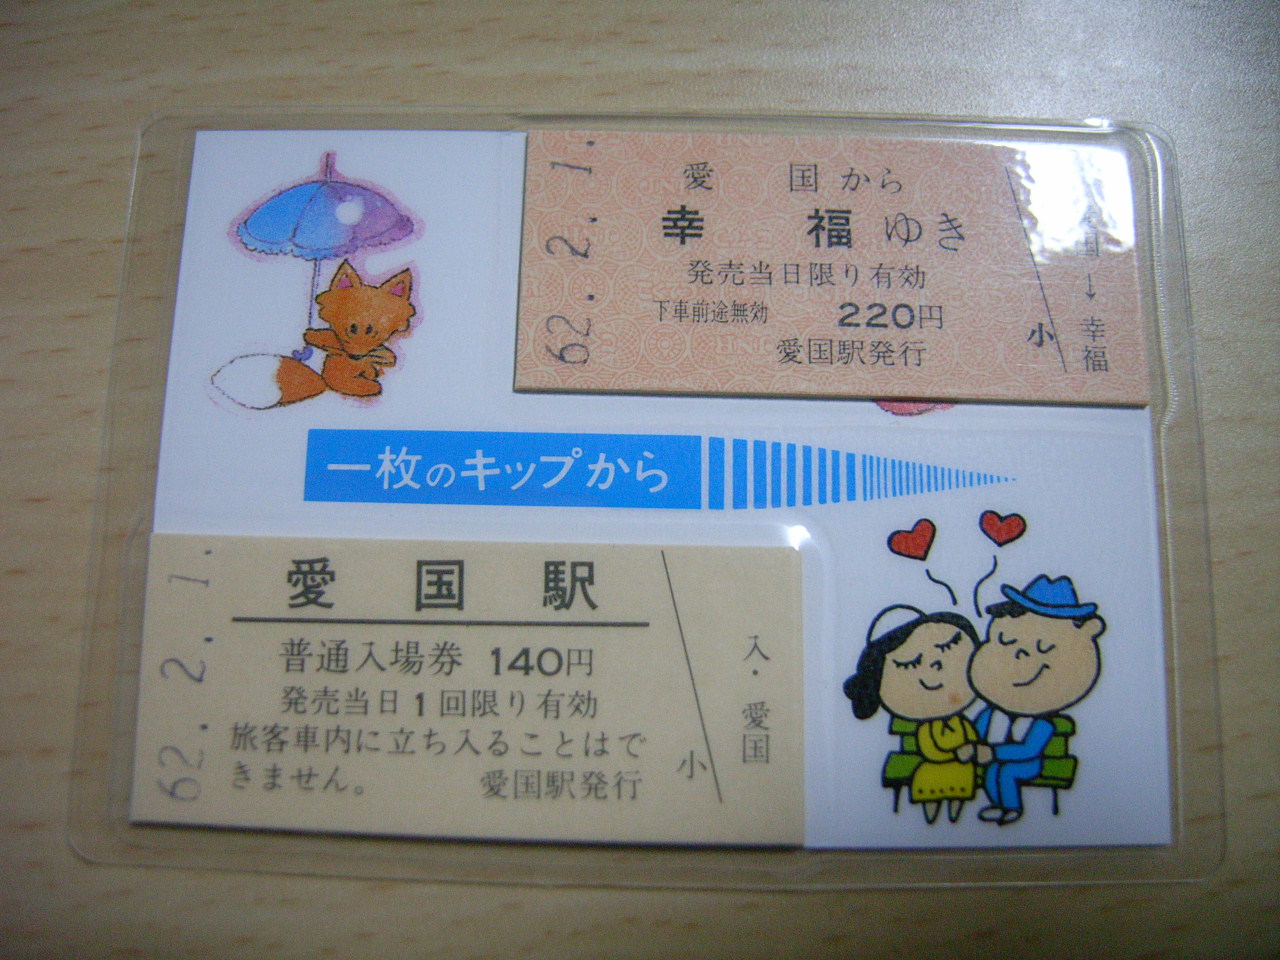 62.2.1.
愛 国 から
幸 福 ゆき
発売当日限り有効
下車前途無効 220円
愛国駅発行
小
国→幸福
一枚のキップから
62.2.1.
愛国駅
普通入場券 140円
発売当日1回限り有効
旅客車内に立ち入ることはで
きません。 愛国駅発行
小
入・愛国